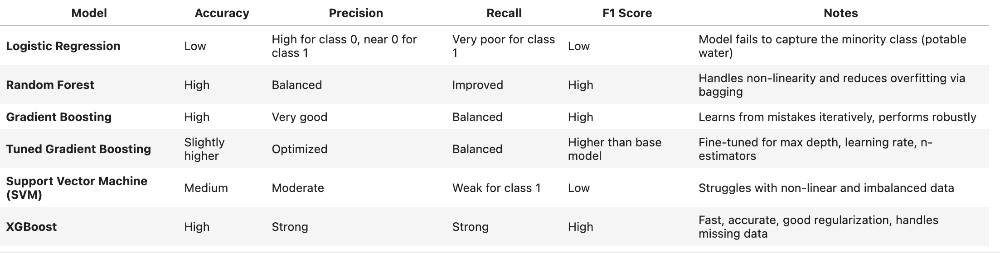 Model Accuracy Precision Recall F1 Score Notes
Logistic Regression Low High for class 0, near 0 for class 1 Very poor for class 1 Low Model fails to capture the minority class (potable water)
Random Forest High Balanced Improved High Handles non-linearity and reduces overfitting via bagging
Gradient Boosting High Very good Balanced High Learns from mistakes iteratively, performs robustly
Tuned Gradient Boosting Slightly higher Optimized Balanced Higher than base model Fine-tuned for max depth, learning rate, n-estimators
Support Vector Machine (SVM) Medium Moderate Weak for class 1 Low Struggles with non-linear and imbalanced data
XGBoost High Strong Strong High Fast, accurate, good regularization, handles missing data